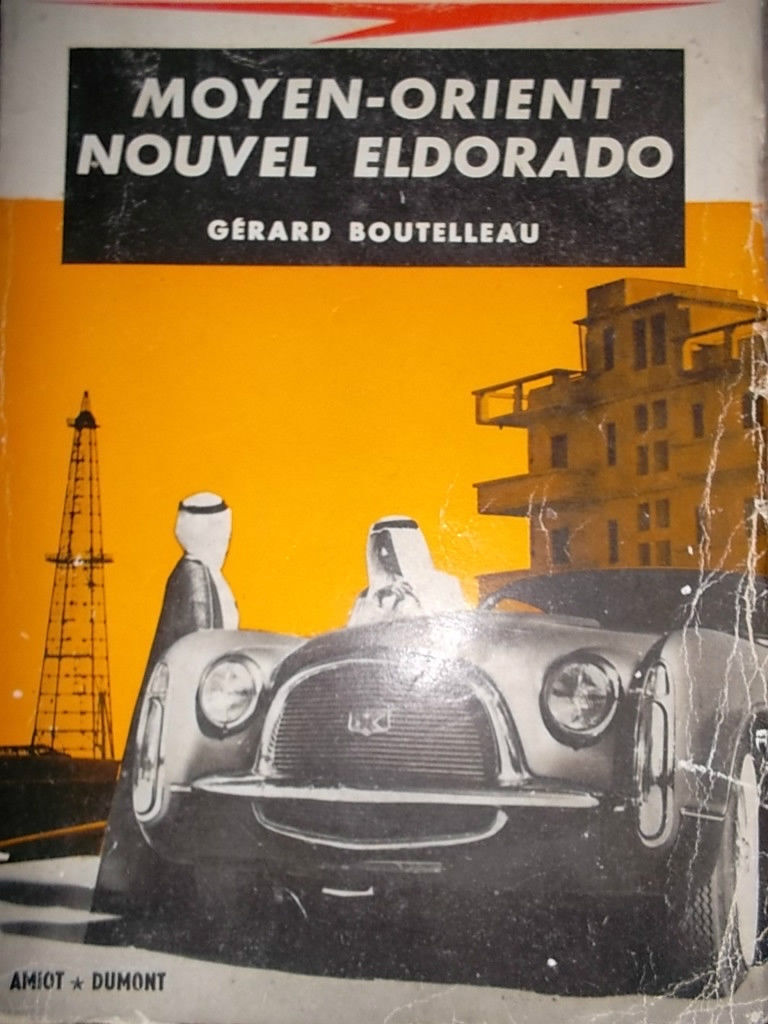 MOYEN-ORIENT
NOUVEL ELDORADO
GÉRARD BOUTELLEAU
AMIOT ★ DUMONT